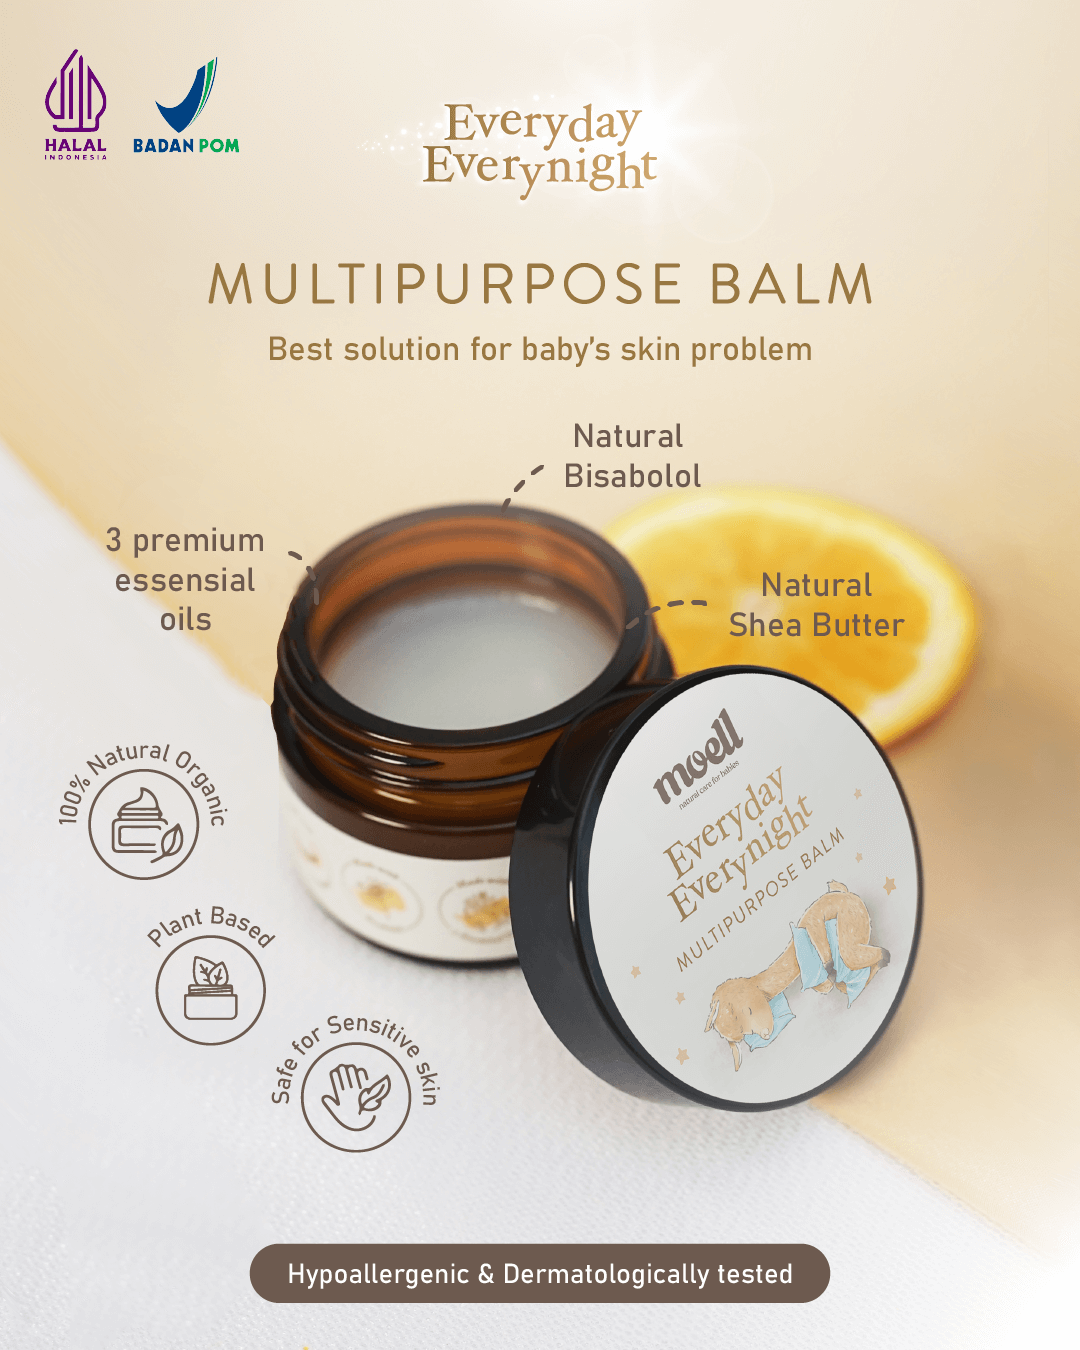 HALAL
INDONESIA
BADAN POM
Everyday
Everynight
MULTIPURPOSE BALM
Best solution for baby's skin problem
Natural
Bisabolol
3 premium
essensial
oils
Natural
Shea Butter
moell
natural care for babies
Everyday
Everynight
MULTIPURPOSE BALM
100% Natural Organic
Plant Based
Safe for Sensitive skin
Hypoallergenic & Dermatologically tested